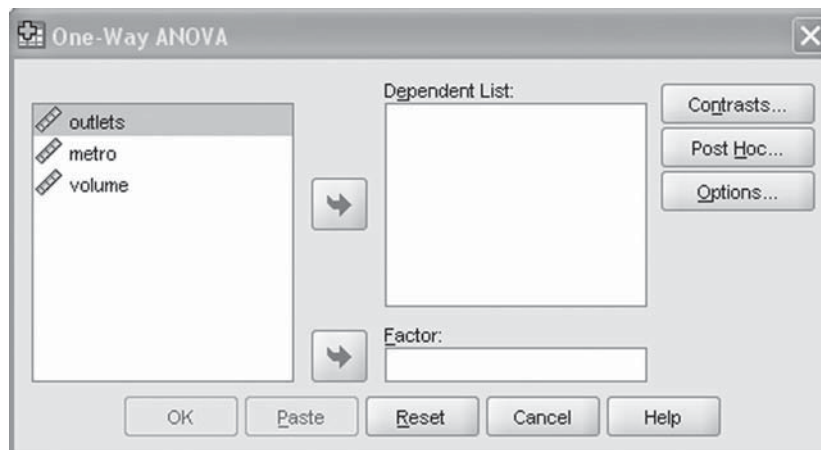 One-Way ANOVA
outlets
metro
volume
Dependent List:
Factor:
Contrasts...
Post Hoc...
Options...
OK
Paste
Reset
Cancel
Help